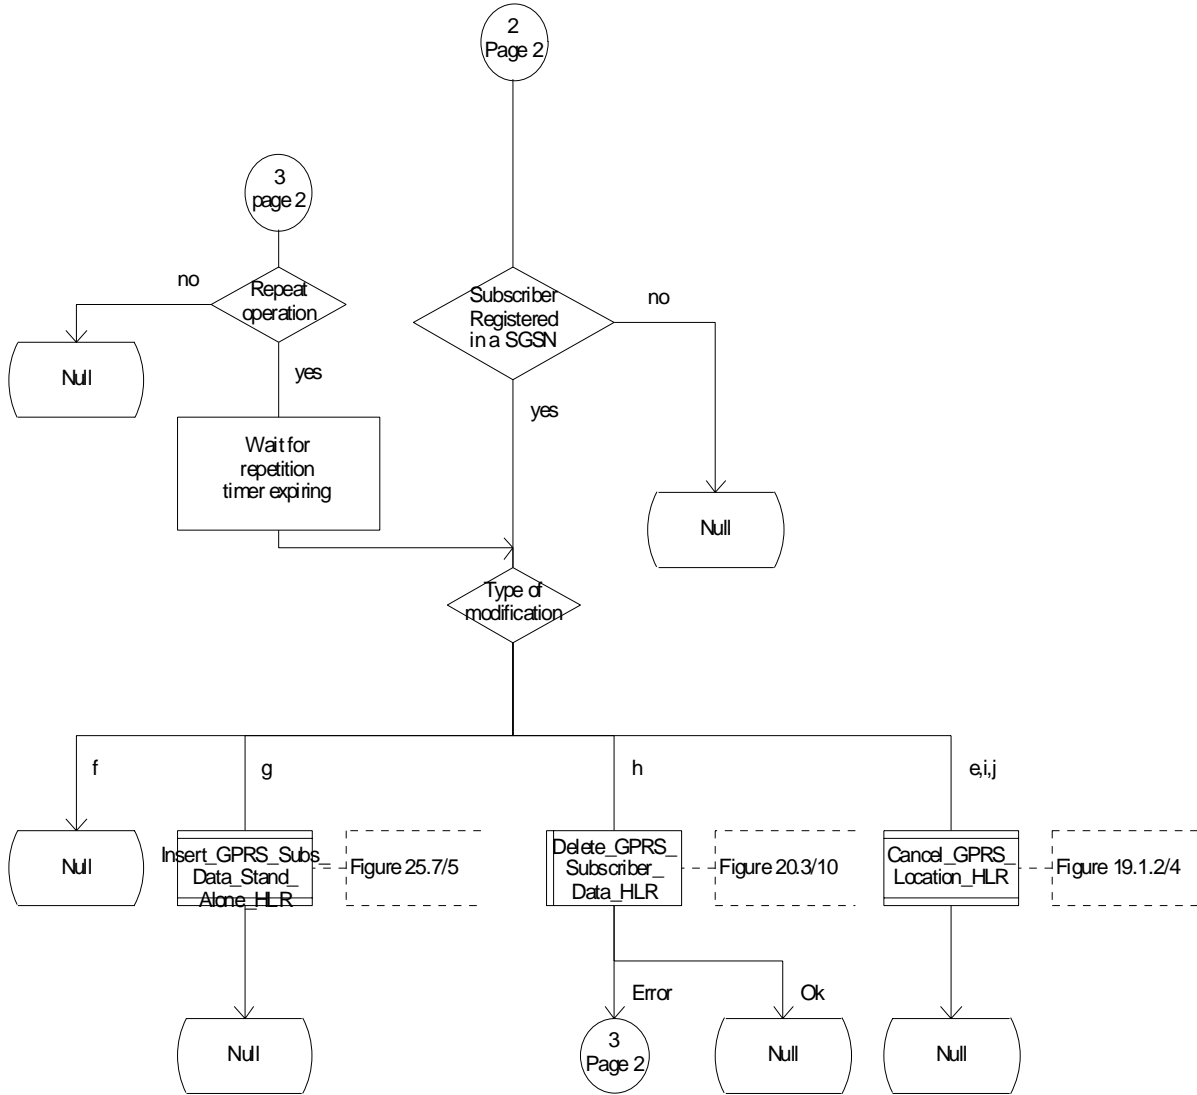 2
Page 2
3
page 2
no
Repeat
operation
Subscriber
Registered
in a SGSN
no
Null
yes
yes
Wait for
repetition
timer expiring
Null
Type of
modification
f
g
h
e,i,j
Null
Insert_GPRS_Subs_
Data_Stand_
Alone_HLR
Figure 25.7/5
Delete_GPRS_
Subscriber_
Data_HLR
Figure 20.3/10
Cancel_GPRS_
Location_HLR
Figure 19.1.2/4
Error
Ok
Null
3
Page 2
Null
Null